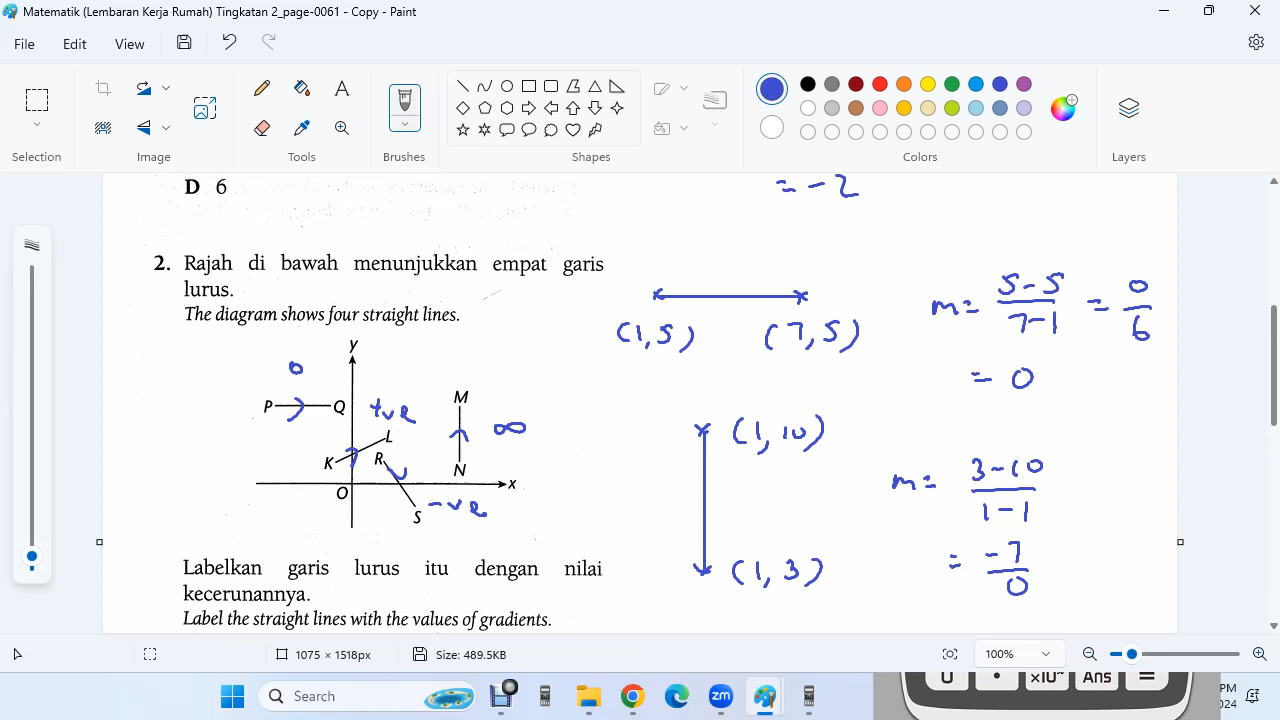 Matematik (Lembaran Kerja Rumah) Tingkatan 2_page-0061 - Copy - Paint
File Edit View
Selection Image Tools Brushes Shapes Colors Layers
D 6
= -2
2. Rajah di bawah menunjukkan empat garis
lurus.
The diagram shows four straight lines.
(1,5) (7,5)
m = 5-5 / 7-1 = 0 / 6
= 0
y
0
P Q
+ve
M
∞
L
K R
N
O x
S -ve
(1,10)
m = 3-10 / 1-1
(1,3)
= -7 / 0
Labelkan garis lurus itu dengan nilai
kecerunannya.
Label the straight lines with the values of gradients.
1075 × 1518px Size: 489.5KB 100%
Search
zm
PM
024
Ans =